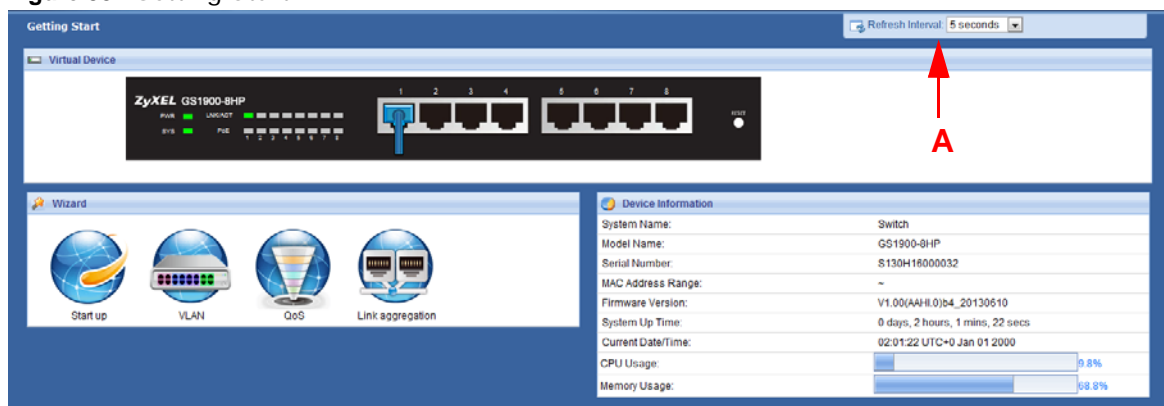 Getting Start
Refresh Interval: 5 seconds
Virtual Device
1 2 3 4 5 6 7 8
ZyXEL GS1900-8HP
PWR LNK/ACT
RESET
SYS PoE
1 2 3 4 5 6 7 8
A
Wizard
Start up VLAN QoS Link aggregation
Device Information
System Name: Switch
Model Name: GS1900-8HP
Serial Number: S130H16000032
MAC Address Range: ~
Firmware Version: V1.00(AAHI.0)b4_20130610
System Up Time: 0 days, 2 hours, 1 mins, 22 secs
Current Date/Time: 02:01:22 UTC+0 Jan 01 2000
CPU Usage: 9.8%
Memory Usage: 68.8%